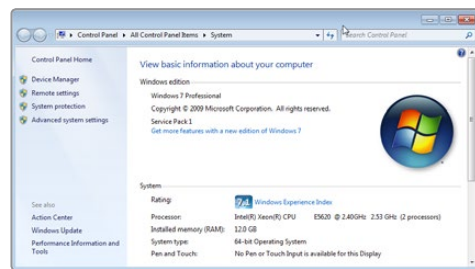 Control Panel ▸ All Control Panel Items ▸ System
Search Control Panel
Control Panel Home
Device Manager
Remote settings
System protection
Advanced system settings
See also
Action Center
Windows Update
Performance Information and
Tools
View basic information about your computer
Windows edition
Windows 7 Professional
Copyright © 2009 Microsoft Corporation. All rights reserved.
Service Pack 1
Get more features with a new edition of Windows 7
System
Rating: 7,1 Windows Experience Index
Processor: Intel(R) Xeon(R) CPU E5620 @ 2.40GHz 2.53 GHz (2 processors)
Installed memory (RAM): 12.0 GB
System type: 64-bit Operating System
Pen and Touch: No Pen or Touch Input is available for this Display